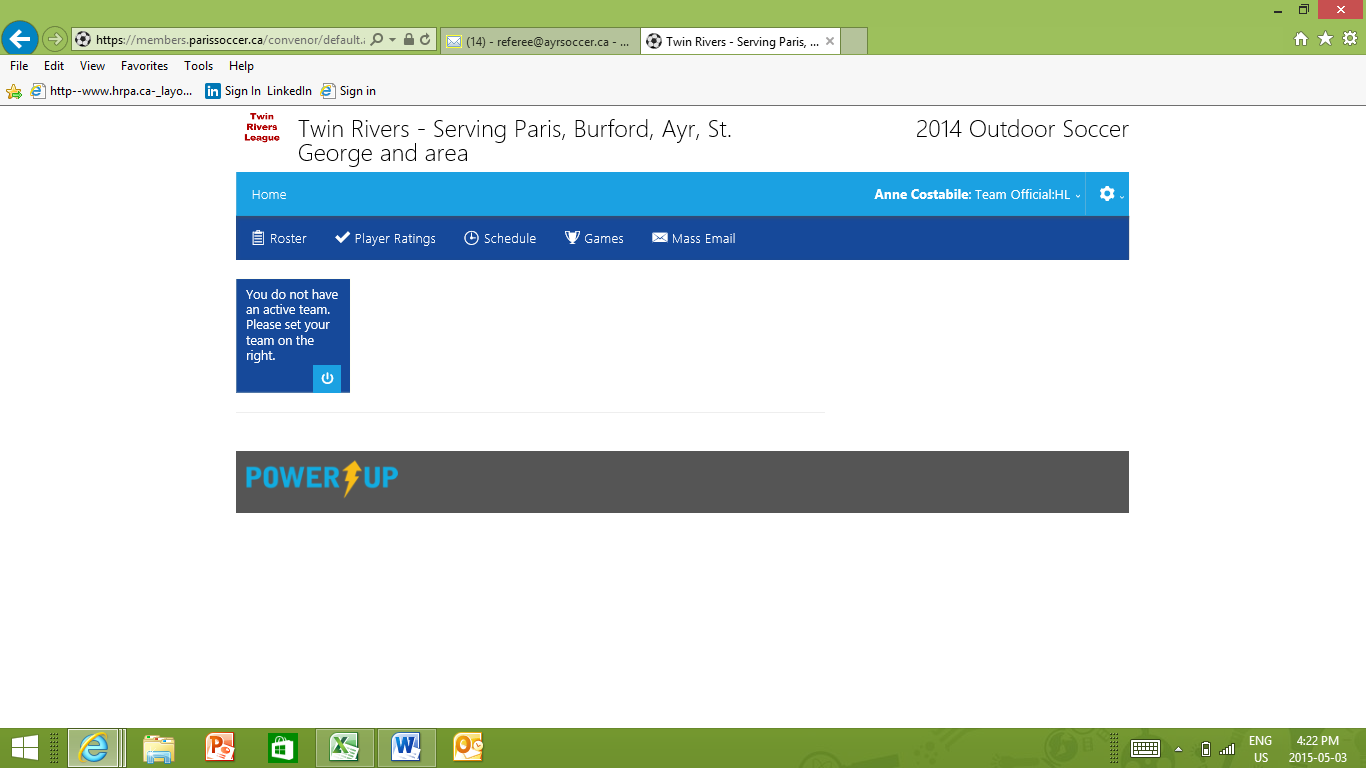 https://members.parissoccer.ca/convenor/default.
(14) - referee@ayrsoccer.ca - ...
Twin Rivers - Serving Paris, ...
File Edit View Favorites Tools Help
http--www.hrpa.ca-_layo... Sign In LinkedIn Sign in
Twin
Rivers
League
Twin Rivers - Serving Paris, Burford, Ayr, St.
George and area
2014 Outdoor Soccer
Home
Anne Costabile: Team Official:HL
Roster Player Ratings Schedule Games Mass Email
You do not have
an active team.
Please set your
team on the
right.
POWER UP
ENG
US
4:22 PM
2015-05-03